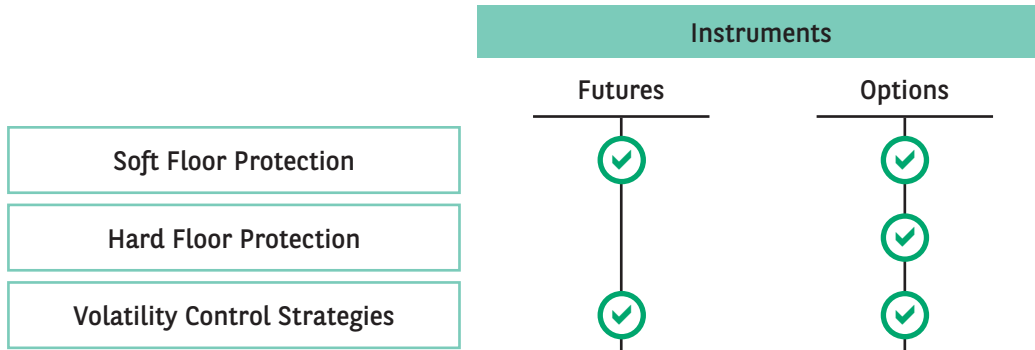 Instruments
Futures
Options
Soft Floor Protection
Hard Floor Protection
Volatility Control Strategies